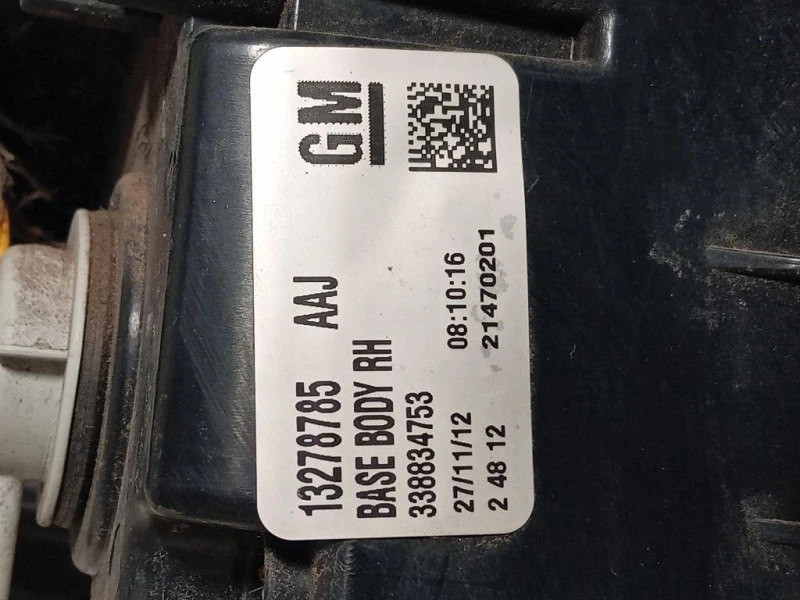 GM
13278785 AAJ
BASE BODY RH
338834753
27/11/12 08:10:16
2 48 12 21470201